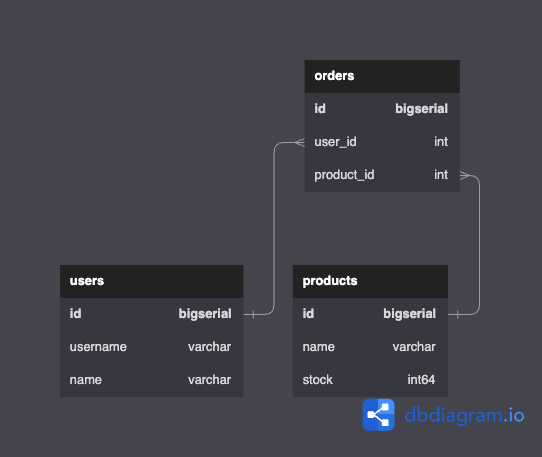 orders
id bigserial
user_id int
product_id int
users
id bigserial
username varchar
name varchar
products
id bigserial
name varchar
stock int64
dbdiagram.io